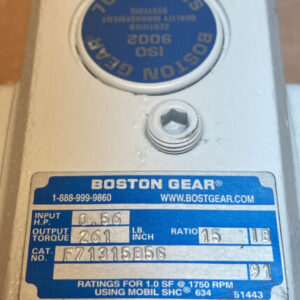 BOSTON GEAR
ISO
9002
CERTIFIED
QUALITY MANAGEMENT
SYSTEMS
BOSTON GEAR®
1-888-999-9860 WWW.BOSTGEAR.COM
INPUT H.P. 0.56
OUTPUT TORQUE 261 LB. INCH RATIO 15 1B
CAT. NO. F71315B5G
91
RATINGS FOR 1.0 SF @ 1750 RPM
USING MOBIL SHC® 634 51443